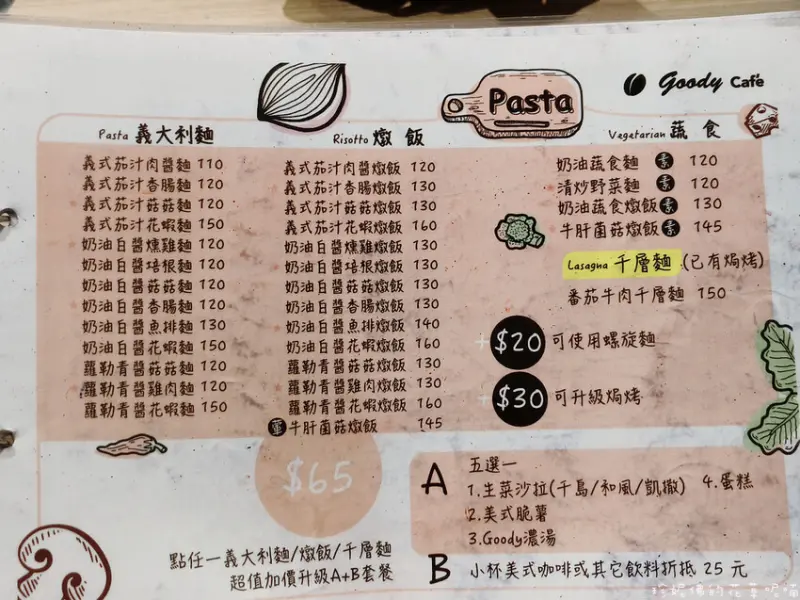 Pasta
Goody Café
Pasta 義大利麵
義式茄汁肉醬麵 110
義式茄汁香腸麵 120
義式茄汁菇菇麵 120
義式茄汁花蝦麵 150
奶油白醬燻雞麵 120
奶油白醬培根麵 120
奶油白醬菇菇麵 120
奶油白醬香腸麵 120
奶油白醬魚排麵 130
奶油白醬花蝦麵 150
蘿勒青醬菇菇麵 120
蘿勒青醬雞肉麵 120
蘿勒青醬花蝦麵 150
Risotto 燉飯
義式茄汁肉醬燉飯 120
義式茄汁香腸燉飯 130
義式茄汁菇菇燉飯 130
義式茄汁花蝦燉飯 160
奶油白醬燻雞燉飯 130
奶油白醬培根燉飯 130
奶油白醬菇菇燉飯 130
奶油白醬香腸燉飯 130
奶油白醬魚排燉飯 140
奶油白醬花蝦燉飯 160
蘿勒青醬菇菇燉飯 130
蘿勒青醬雞肉燉飯 130
蘿勒青醬花蝦燉飯 160
牛肝菌菇燉飯 145
Vegetarian 蔬食
奶油蔬食麵 素 120
清炒野菜麵 素 120
奶油蔬食燉飯 素 130
牛肝菌菇燉飯 素 145
Lasagna 千層麵 (已有焗烤)
番茄牛肉千層麵 150
+$20 可使用螺旋麵
+$30 可升級焗烤
$65
點任一義大利麵/燉飯/千層麵
超值加價升級A+B套餐
A 五選一
1.生菜沙拉(千島/和風/凱撒) 4.蛋糕
2.美式脆薯
3.Goody濃湯
B 小杯美式咖啡或其它飲料折抵 25 元